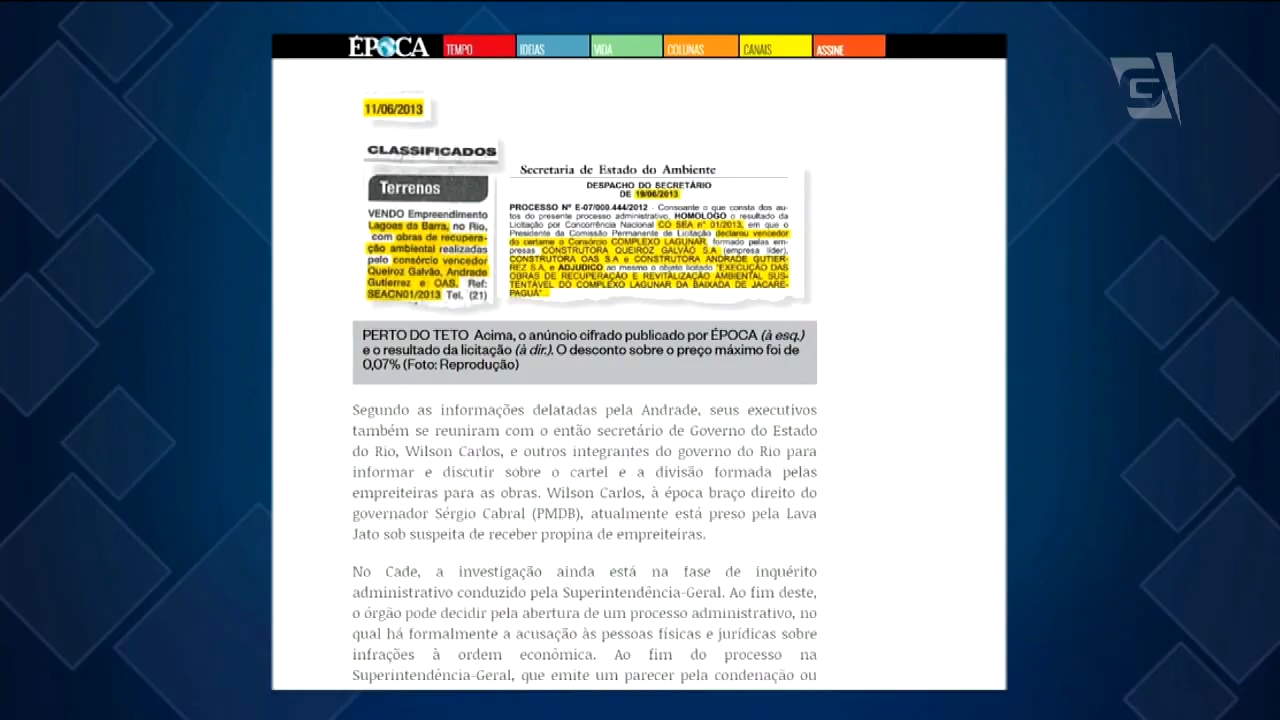 ÉPOCA TEMPO IDEIAS VIDA COLUNAS CANAIS ASSINE
11/06/2013
CLASSIFICADOS
Terrenos
VENDO Empreendimento
Lagoas da Barra, no Rio,
com obras de recupera-
ção ambiental realizadas
pelo consórcio vencedor
Queiroz Galvão, Andrade
Gutierrez e OAS. Ref:
SEACN01/2013 Tel. (21)
Secretaria de Estado do Ambiente
DESPACHO DO SECRETÁRIO
DE 19/06/2013
PROCESSO Nº E-07/000.444/2012 - Consoante o que consta dos au-
tos do presente processo administrativo, HOMOLOGO o resultado da
Licitação por Concorrência Nacional CO SEA nº 01/2013, em que o
Presidente da Comissão Permanente de Licitação declarou vencedor
do certame o Consórcio COMPLEXO LAGUNAR, formado pelas em-
presas CONSTRUTORA QUEIROZ GALVÃO S.A (empresa líder),
CONSTRUTORA OAS S.A e CONSTRUTORA ANDRADE GUTIER-
REZ S.A, e ADJUDICO ao mesmo o objeto licitado "EXECUÇÃO DAS
OBRAS DE RECUPERAÇÃO E REVITALIZAÇÃO AMBIENTAL SUS-
TENTÁVEL DO COMPLEXO LAGUNAR DA BAIXADA DE JACARE-
PAGUÁ"
PERTO DO TETO Acima, o anúncio cifrado publicado por ÉPOCA (à esq.)
e o resultado da licitação (à dir.). O desconto sobre o preço máximo foi de
0,07% (Foto: Reprodução)
Segundo as informações delatadas pela Andrade, seus executivos
também se reuniram com o então secretário de Governo do Estado
do Rio, Wilson Carlos, e outros integrantes do governo do Rio para
informar e discutir sobre o cartel e a divisão formada pelas
empreiteiras para as obras. Wilson Carlos, à época braço direito do
governador Sérgio Cabral (PMDB), atualmente está preso pela Lava
Jato sob suspeita de receber propina de empreiteiras.
No Cade, a investigação ainda está na fase de inquérito
administrativo conduzido pela Superintendência-Geral. Ao fim deste,
o órgão pode decidir pela abertura de um processo administrativo, no
qual há formalmente a acusação às pessoas físicas e jurídicas sobre
infrações à ordem econômica. Ao fim do processo na
Superintendência-Geral, que emite um parecer pela condenação ou